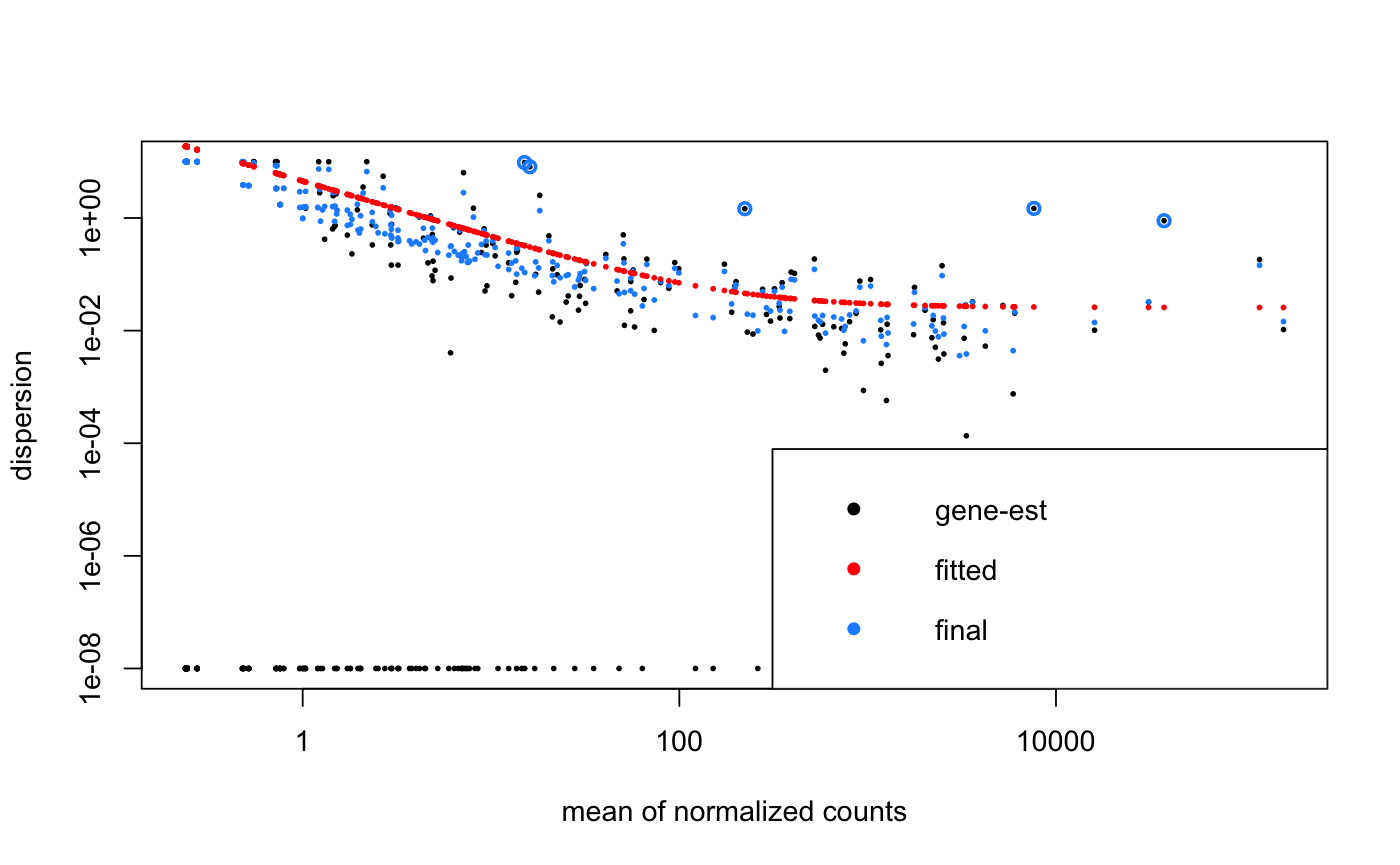 dispersion
1e+00
1e-02
1e-04
1e-06
1e-08
gene-est
fitted
final
1
100
10000
mean of normalized counts